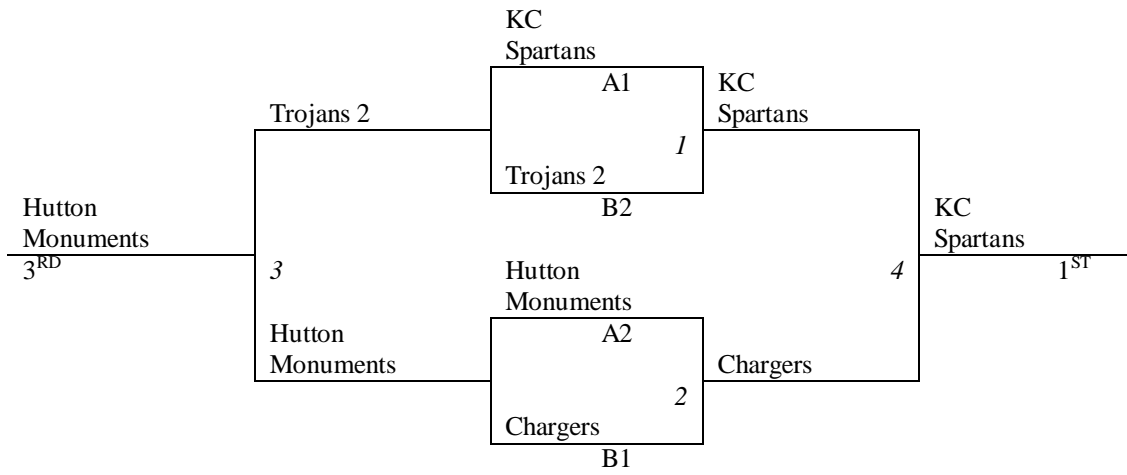 KC
Spartans
A1
KC
Spartans
Trojans 2
1
Trojans 2
B2
Hutton
Monuments
3RD
KC
Spartans
1ST
3
4
Hutton
Monuments
A2
Hutton
Monuments
Chargers
2
Chargers
B1